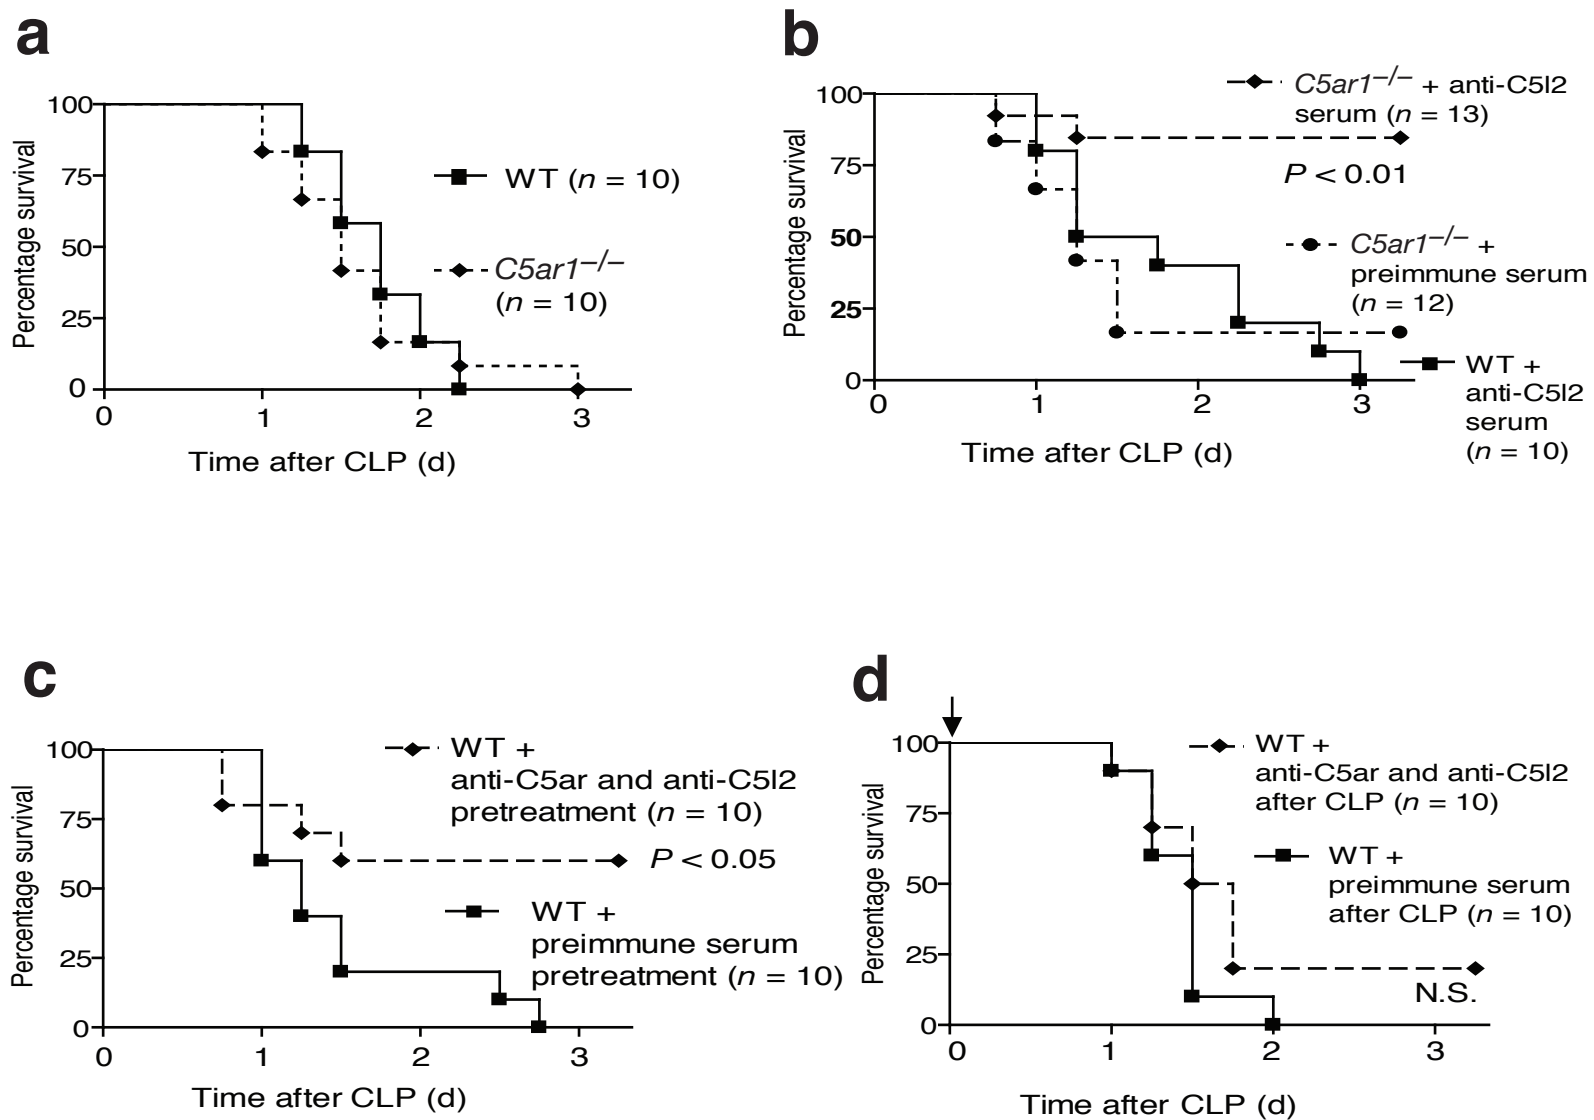 a
100
75
50
25
0
0
1
2
3
Percentage survival
Time after CLP (d)
WT (n = 10)
C5ar1–/–
(n = 10)
b
100
75
50
25
0
0
1
2
3
Percentage survival
Time after CLP (d)
C5ar1–/– + anti-C5l2
serum (n = 13)
P < 0.01
C5ar1–/– +
preimmune serum
(n = 12)
WT +
anti-C5l2
serum
(n = 10)
c
100
75
50
25
0
0
1
2
3
Percentage survival
Time after CLP (d)
WT +
anti-C5ar and anti-C5l2
pretreatment (n = 10)
P < 0.05
WT +
preimmune serum
pretreatment (n = 10)
d
100
75
50
25
0
0
1
2
3
Percentage survival
Time after CLP (d)
WT +
anti-C5ar and anti-C5l2
after CLP (n = 10)
WT +
preimmune serum
after CLP (n = 10)
N.S.